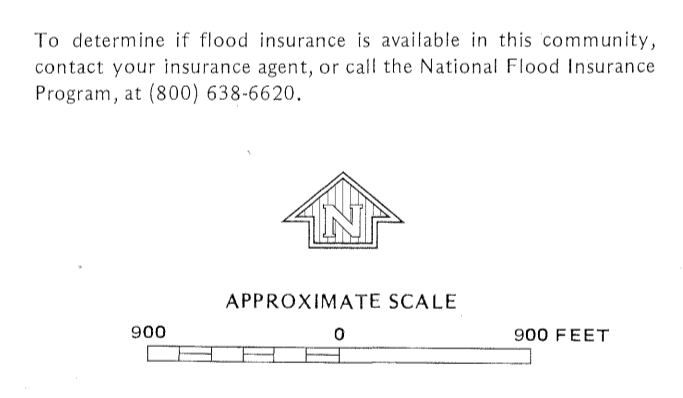 To determine if flood insurance is available in this community,
contact your insurance agent, or call the National Flood Insurance
Program, at (800) 638-6620.
N
APPROXIMATE SCALE
900 0 900 FEET